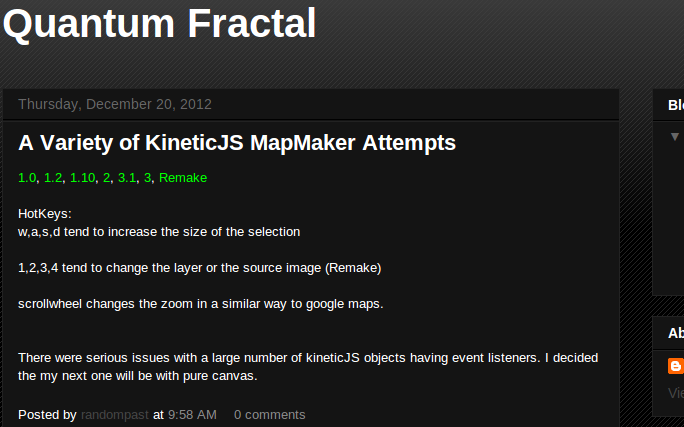 Quantum Fractal
Thursday, December 20, 2012
A Variety of KineticJS MapMaker Attempts
1.0, 1.2, 1.10, 2, 3.1, 3, Remake
HotKeys:
w,a,s,d tend to increase the size of the selection
1,2,3,4 tend to change the layer or the source image (Remake)
scrollwheel changes the zoom in a similar way to google maps.
There were serious issues with a large number of kineticJS objects having event listeners. I decided
the my next one will be with pure canvas.
Posted by randompast at 9:58 AM 0 comments